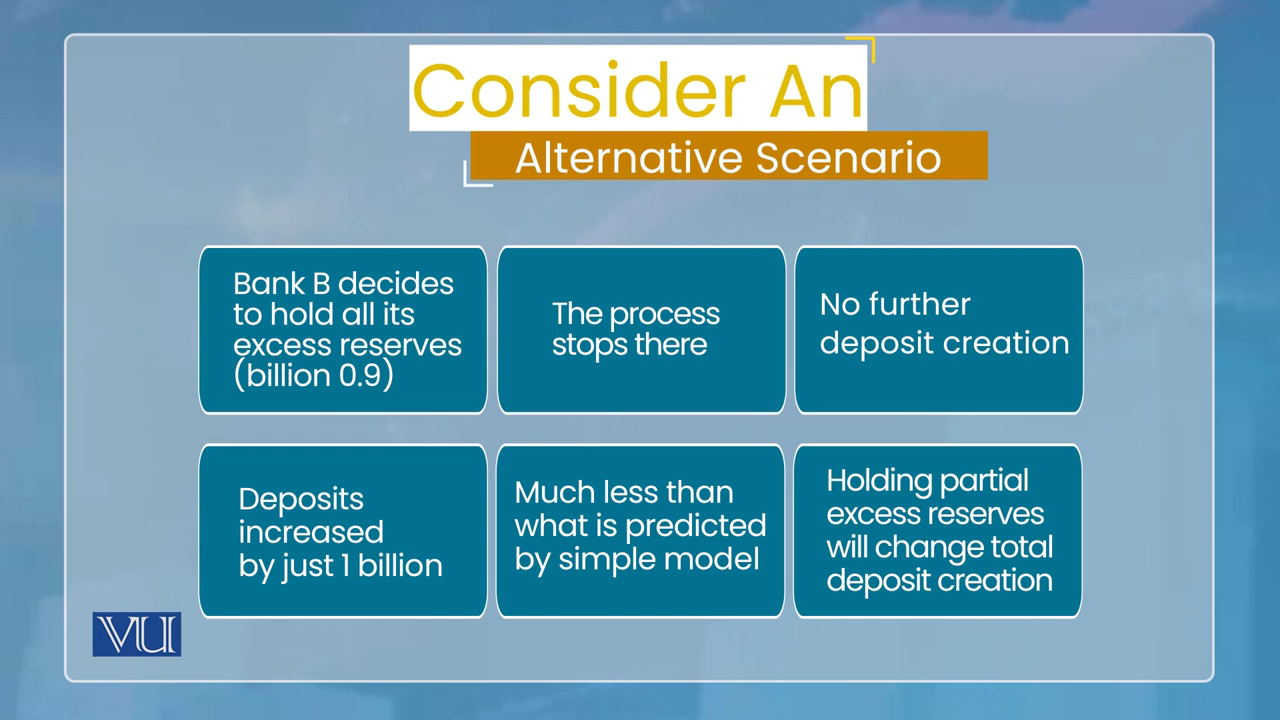 Consider An
Alternative Scenario
Bank B decides
to hold all its
excess reserves
(billion 0.9)
The process
stops there
No further
deposit creation
Deposits
increased
by just 1 billion
Much less than
what is predicted
by simple model
Holding partial
excess reserves
will change total
deposit creation
VU